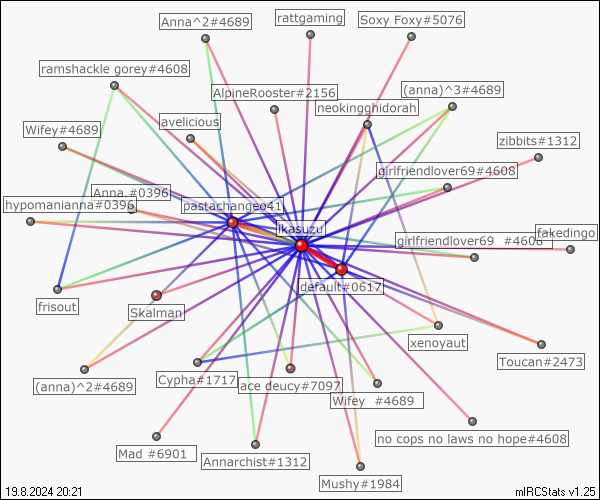 Anna^2#4689
rattgaming
Soxy Foxy#5076
ramshackle gorey#4608
AlpineRooster#2156
(anna)^3#4689
neokingghidorah
Wifey#4689
avelicious
zibbits#1312
girlfriendlover69#4608
Anna.#0396
hypomanianna#0396
pastachangeo41
ikasuzu
fakedingo
girlfriendlover69_#4608
default#0617
frisout
Skalman
xenoyaut
Toucan#2473
(anna)^2#4689
Cypha#1717
ace deucy#7097
Wifey  #4689
no cops no laws no hope#4608
Mad #6901
Annarchist#1312
Mushy#1984
19.8.2024 20:21
mIRCStats v1.25